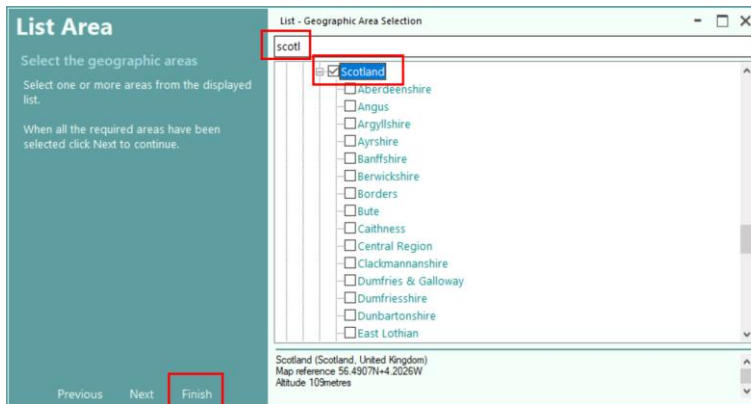 List Area
Select the geographic areas
Select one or more areas from the displayed
list.
When all the required areas have been
selected click Next to continue.
Previous Next Finish
List - Geographic Area Selection
scotl
Scotland
Aberdeenshire
Angus
Argyllshire
Ayrshire
Banffshire
Berwickshire
Borders
Bute
Caithness
Central Region
Clackmannanshire
Dumfries & Galloway
Dumfriesshire
Dunbartonshire
East Lothian
Scotland (Scotland, United Kingdom)
Map reference 56.4907N+4.2026W
Altitude 109metres